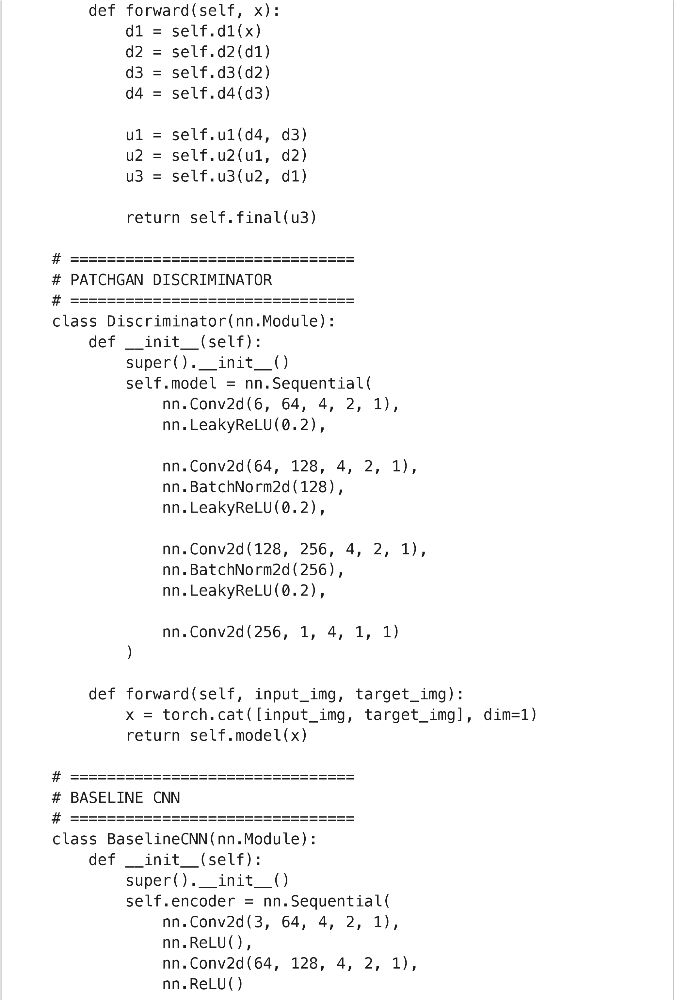 def forward(self, x):
        d1 = self.d1(x)
        d2 = self.d2(d1)
        d3 = self.d3(d2)
        d4 = self.d4(d3)

        u1 = self.u1(d4, d3)
        u2 = self.u2(u1, d2)
        u3 = self.u3(u2, d1)

        return self.final(u3)

# ===============================
# PATCHGAN DISCRIMINATOR
# ===============================
class Discriminator(nn.Module):
    def __init__(self):
        super().__init__()
        self.model = nn.Sequential(
            nn.Conv2d(6, 64, 4, 2, 1),
            nn.LeakyReLU(0.2),

            nn.Conv2d(64, 128, 4, 2, 1),
            nn.BatchNorm2d(128),
            nn.LeakyReLU(0.2),

            nn.Conv2d(128, 256, 4, 2, 1),
            nn.BatchNorm2d(256),
            nn.LeakyReLU(0.2),

            nn.Conv2d(256, 1, 4, 1, 1)
        )

    def forward(self, input_img, target_img):
        x = torch.cat([input_img, target_img], dim=1)
        return self.model(x)

# ===============================
# BASELINE CNN
# ===============================
class BaselineCNN(nn.Module):
    def __init__(self):
        super().__init__()
        self.encoder = nn.Sequential(
            nn.Conv2d(3, 64, 4, 2, 1),
            nn.ReLU(),
            nn.Conv2d(64, 128, 4, 2, 1),
            nn.ReLU()